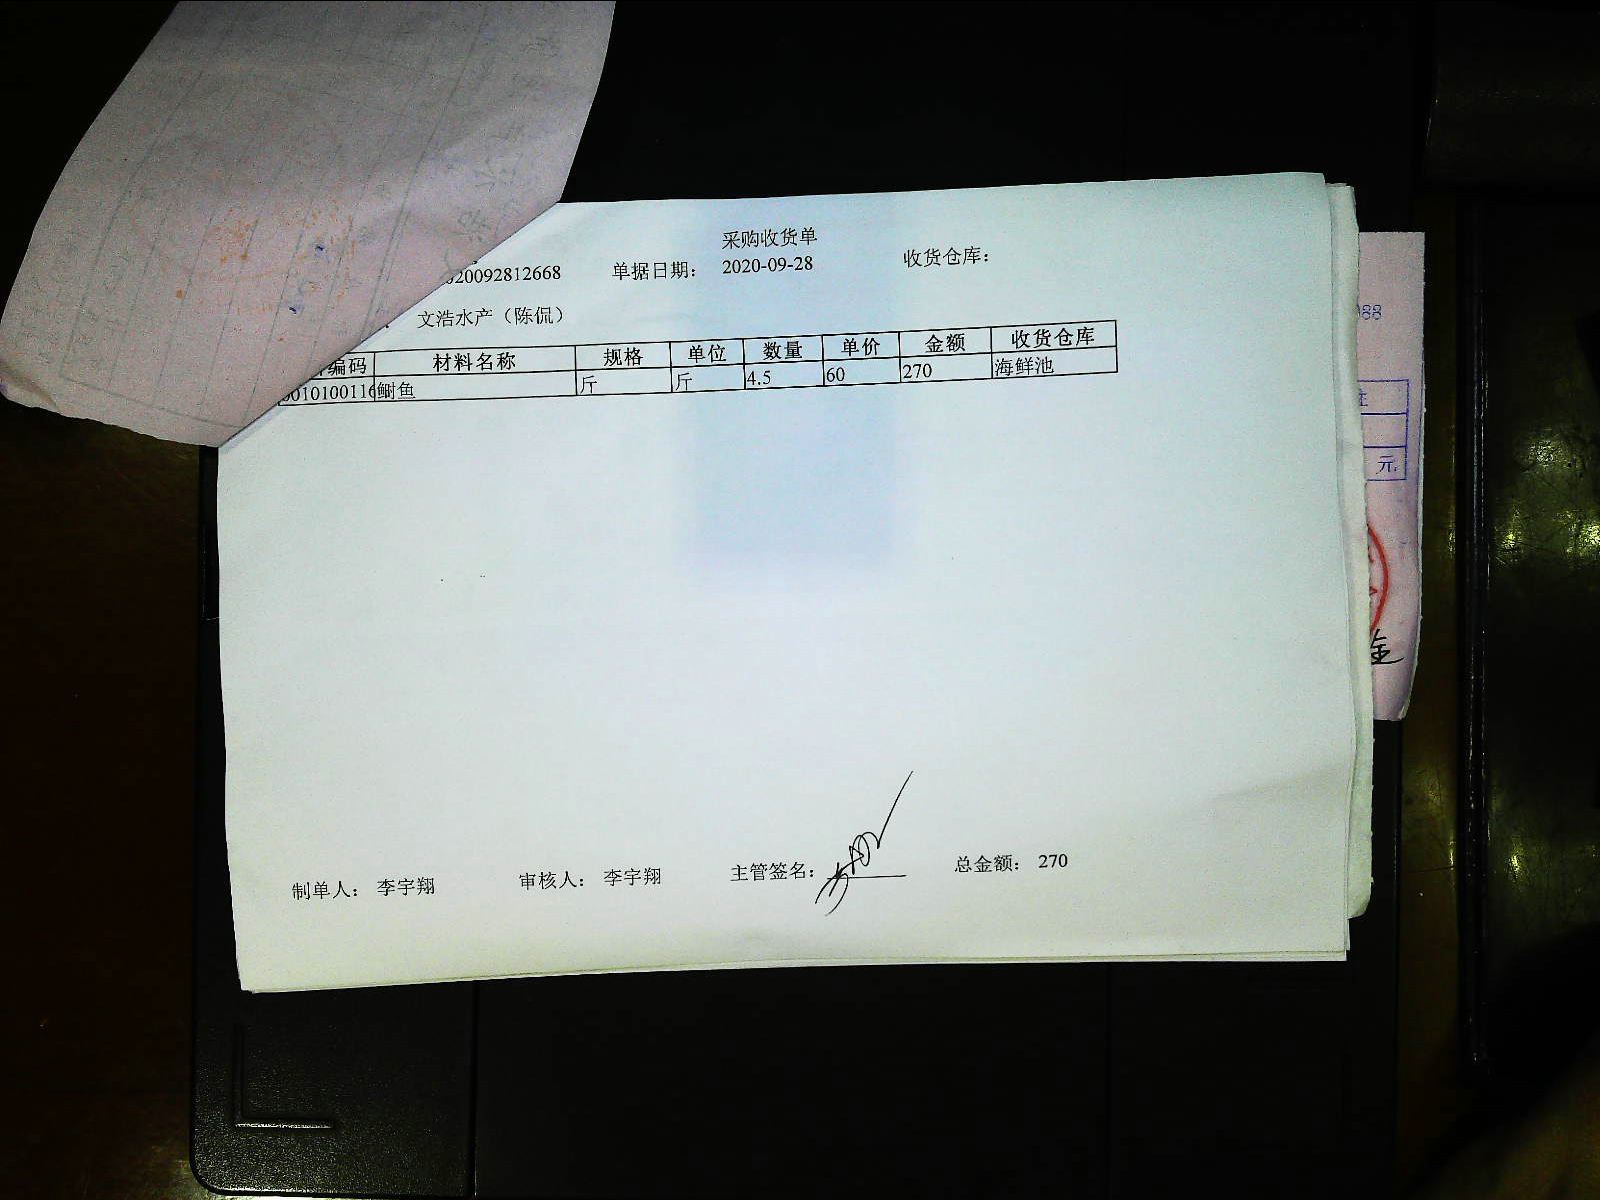 采购收货单
20092812668 单据日期： 2020-09-28 收货仓库：
文浩水产（陈侃）
编码 材料名称 规格 单位 数量 单价 金额 收货仓库
010100116 鲥鱼 斤 斤 4.5 60 270 海鲜池
制单人： 李宇翔 审核人： 李宇翔 主管签名： 总金额： 270
088
元
金